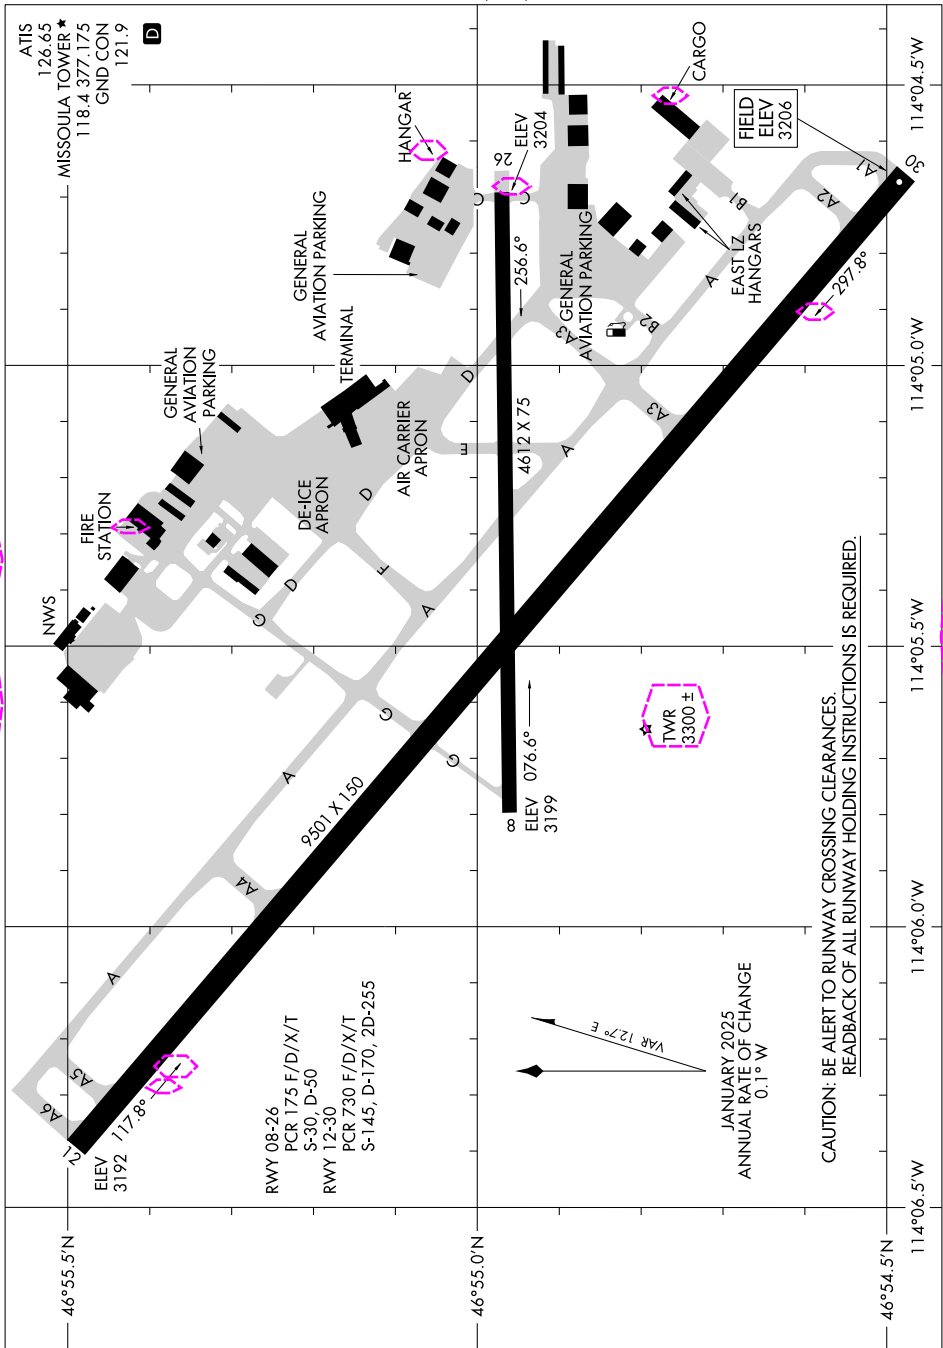 ATIS
126.65
MISSOULA TOWER ★
118.4 377.175
GND CON
121.9
D
NWS
FIRE
STATION
GENERAL
AVIATION
PARKING
GENERAL
AVIATION PARKING
HANGAR
TERMINAL
AIR CARRIER
APRON
DE-ICE
APRON
D
D
D
E
F
G
G
G
A
A
A
A
A
A
A6
A5
A4
A3
A3
A2
A1
B1
B2
C
C
12
ELEV
3192
117.8°
9501 X 150
RWY 08-26
PCR 175 F/D/X/T
S-30, D-50
RWY 12-30
PCR 730 F/D/X/T
S-145, D-170, 2D-255
8
ELEV
3199
076.6°
4612 X 75
256.6°
26
ELEV
3204
GENERAL
AVIATION PARKING
CARGO
EAST LZ
HANGARS
FIELD
ELEV
3206
30
297.8°
TWR
3300 ±
VAR 12.7° E
JANUARY 2025
ANNUAL RATE OF CHANGE
0.1° W
CAUTION: BE ALERT TO RUNWAY CROSSING CLEARANCES.
READBACK OF ALL RUNWAY HOLDING INSTRUCTIONS IS REQUIRED.
46°55.5'N
46°55.0'N
46°54.5'N
114°06.5'W
114°06.0'W
114°05.5'W
114°05.0'W
114°04.5'W